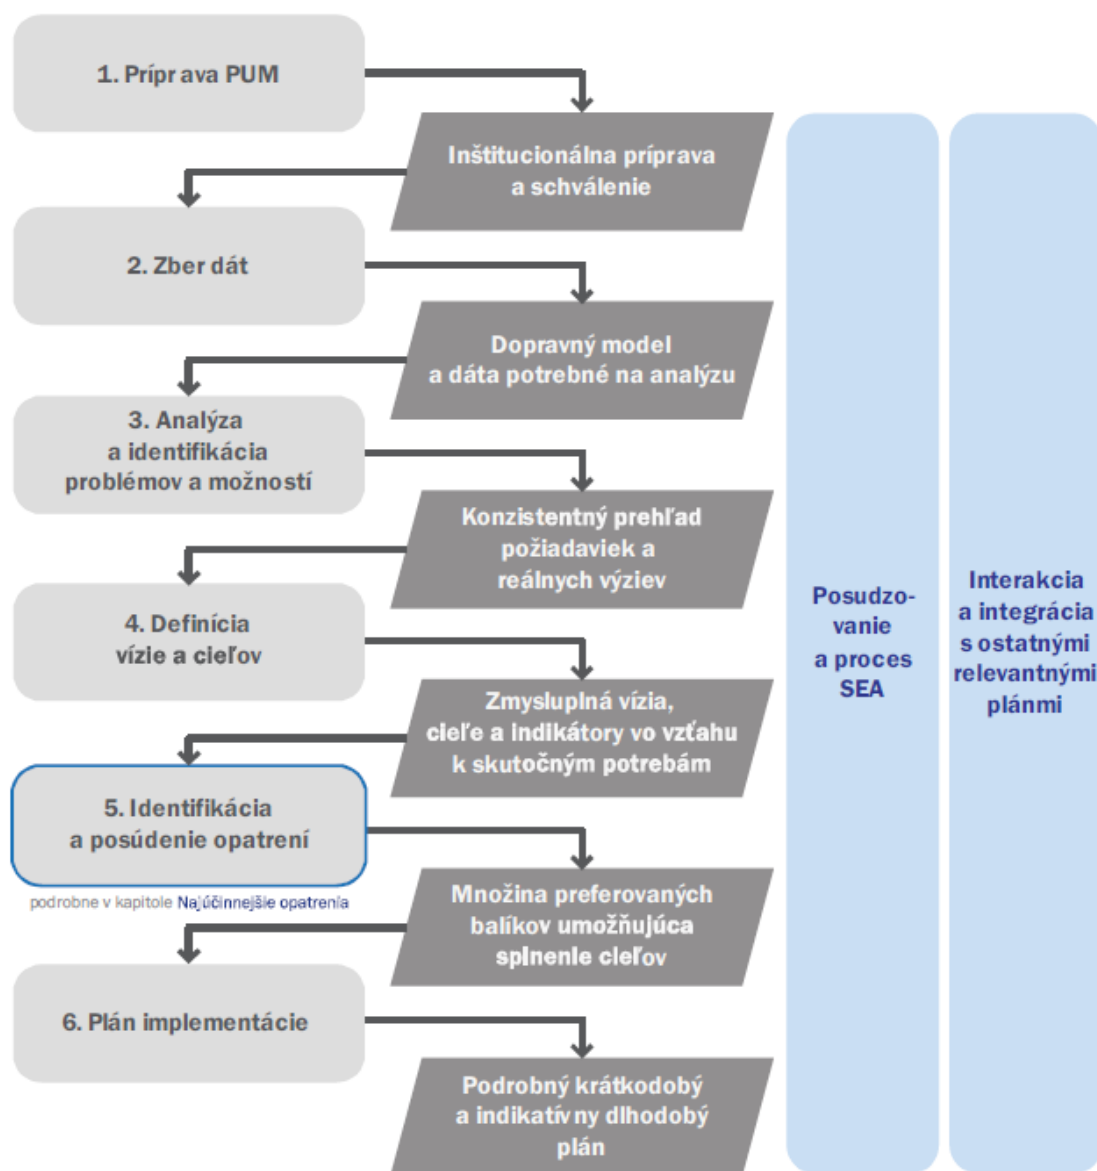 1. Príprava PUM
Inštitucionálna príprava
a schválenie
2. Zber dát
Dopravný model
a dáta potrebné na analýzu
3. Analýza
a identifikácia
problémov a možností
Konzistentný prehľad
požiadaviek a
reálnych výziev
4. Definícia
vízie a cieľov
Zmysluplná vízia,
ciele a indikátory vo vzťahu
k skutočným potrebám
5. Identifikácia
a posúdenie opatrení
podrobne v kapitole Najúčinnejšie opatrenia
Množina preferovaných
balíkov umožňujúca
splnenie cieľov
6. Plán implementácie
Podrobný krátkodobý
a indikatívny dlhodobý
plán
Posudzo-
vanie
a proces
SEA
Interakcia
a integrácia
s ostatnými
relevantnými
plánmi